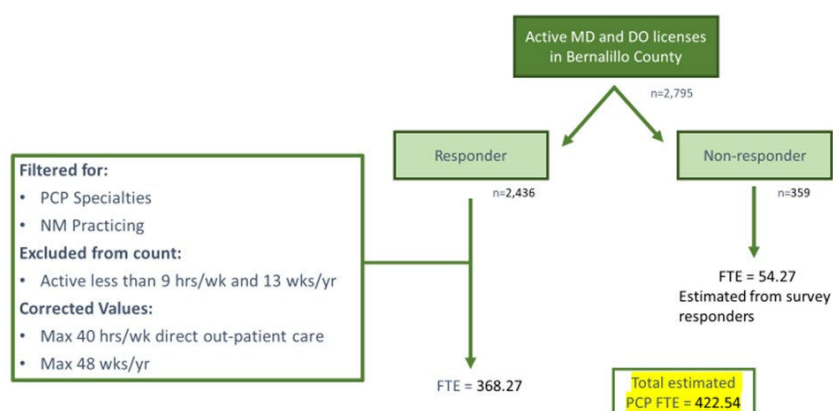 Active MD and DO licenses
in Bernalillo County
n=2,795
Responder
n=2,436
Non-responder
n=359
Filtered for:
• PCP Specialties
• NM Practicing
Excluded from count:
• Active less than 9 hrs/wk and 13 wks/yr
Corrected Values:
• Max 40 hrs/wk direct out-patient care
• Max 48 wks/yr
FTE = 54.27
Estimated from survey
responders
FTE = 368.27
Total estimated
PCP FTE = 422.54